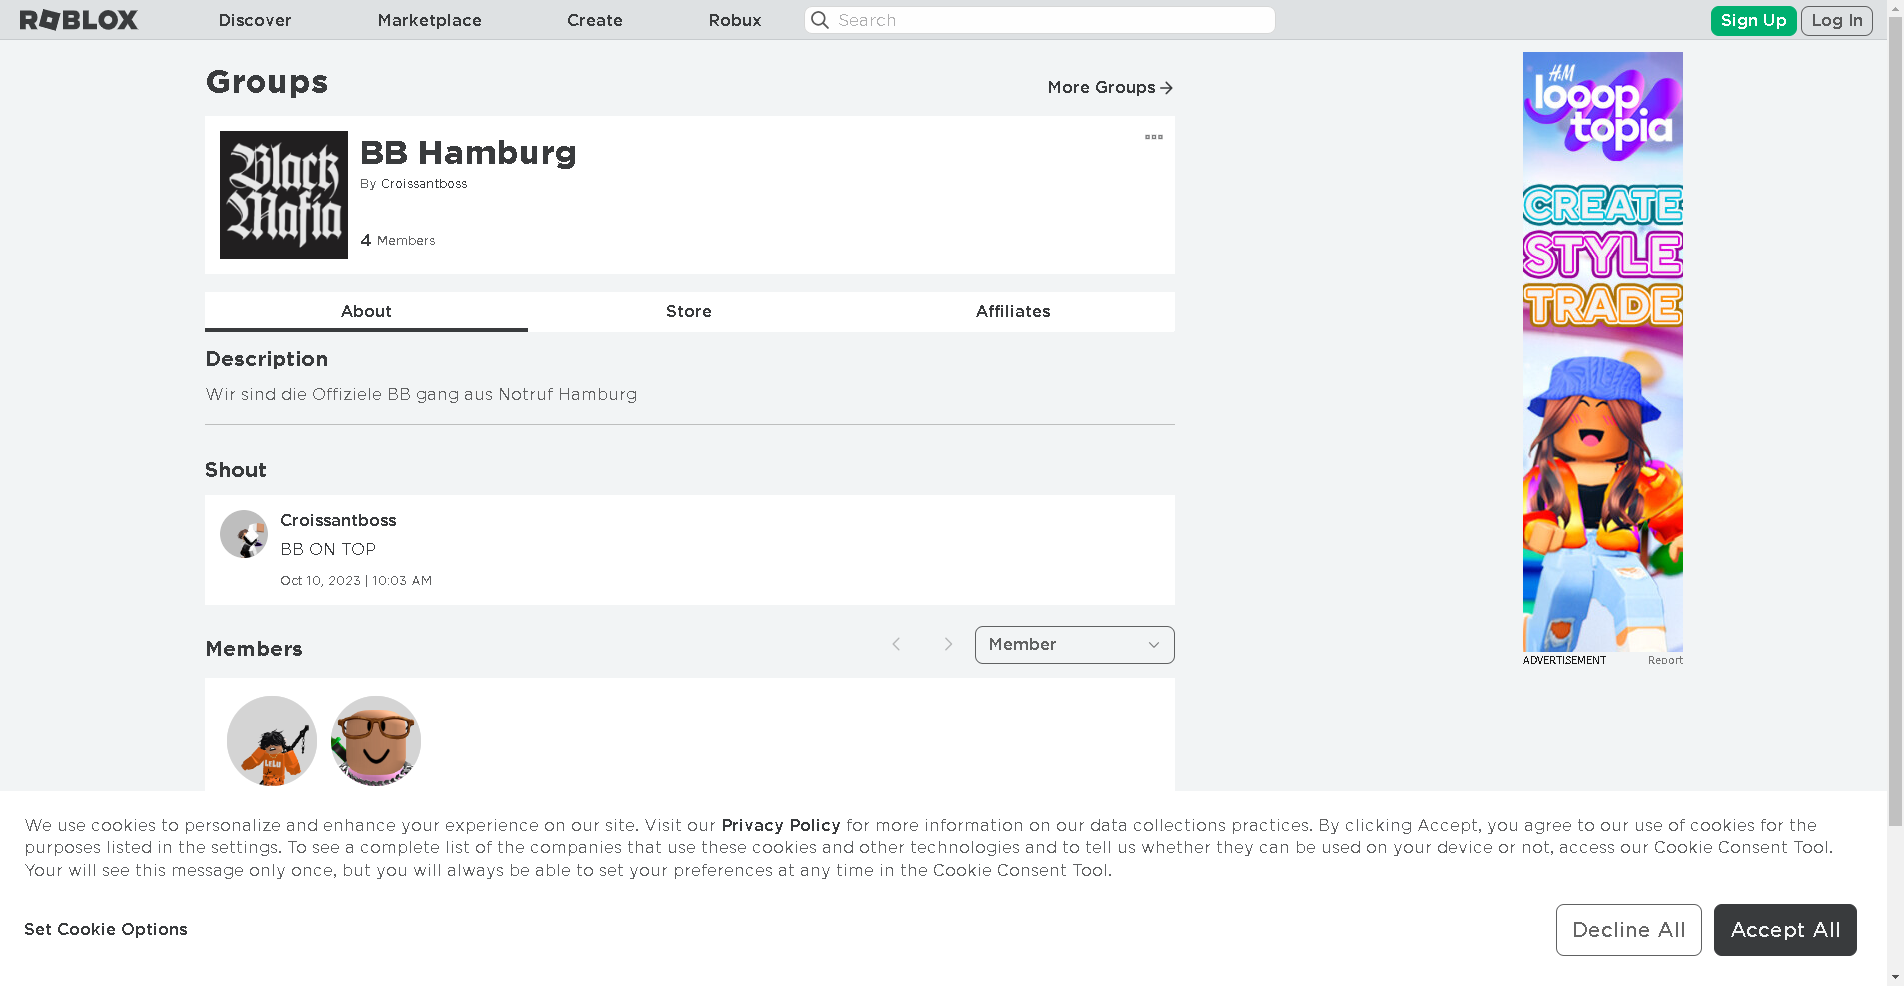 ROBLOX
Discover
Marketplace
Create
Robux
Search
Sign Up
Log In
Groups
More Groups
Black
Mafia
BB Hamburg
By Croissantboss
4 Members
About
Store
Affiliates
Description
Wir sind die Offiziele BB gang aus Notruf Hamburg
Shout
Croissantboss
BB ON TOP
Oct 10, 2023 | 10:03 AM
Members
Member
LELU
H&M
looop
topia
CREATE
STYLE
TRADE
ADVERTISEMENT
Report
We use cookies to personalize and enhance your experience on our site. Visit our Privacy Policy for more information on our data collections practices. By clicking Accept, you agree to our use of cookies for the
purposes listed in the settings. To see a complete list of the companies that use these cookies and other technologies and to tell us whether they can be used on your device or not, access our Cookie Consent Tool.
Your will see this message only once, but you will always be able to set your preferences at any time in the Cookie Consent Tool.
Set Cookie Options
Decline All
Accept All